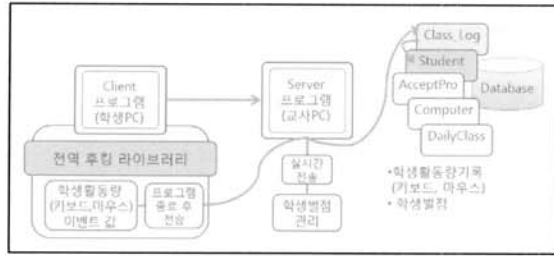 Client
프로그램
(학생PC)
Server
프로그램
(교사PC)
Class_Log
Student
AcceptPro
Computer
DailyClass
Database
전역 후킹 라이브러리
학생활동량
(키보드,마우스)
이벤트 값
프로그램
종료 후
전송
실시간
전송
학생벌점
관리
•학생활동량기록
(키보드, 마우스)
• 학생벌점